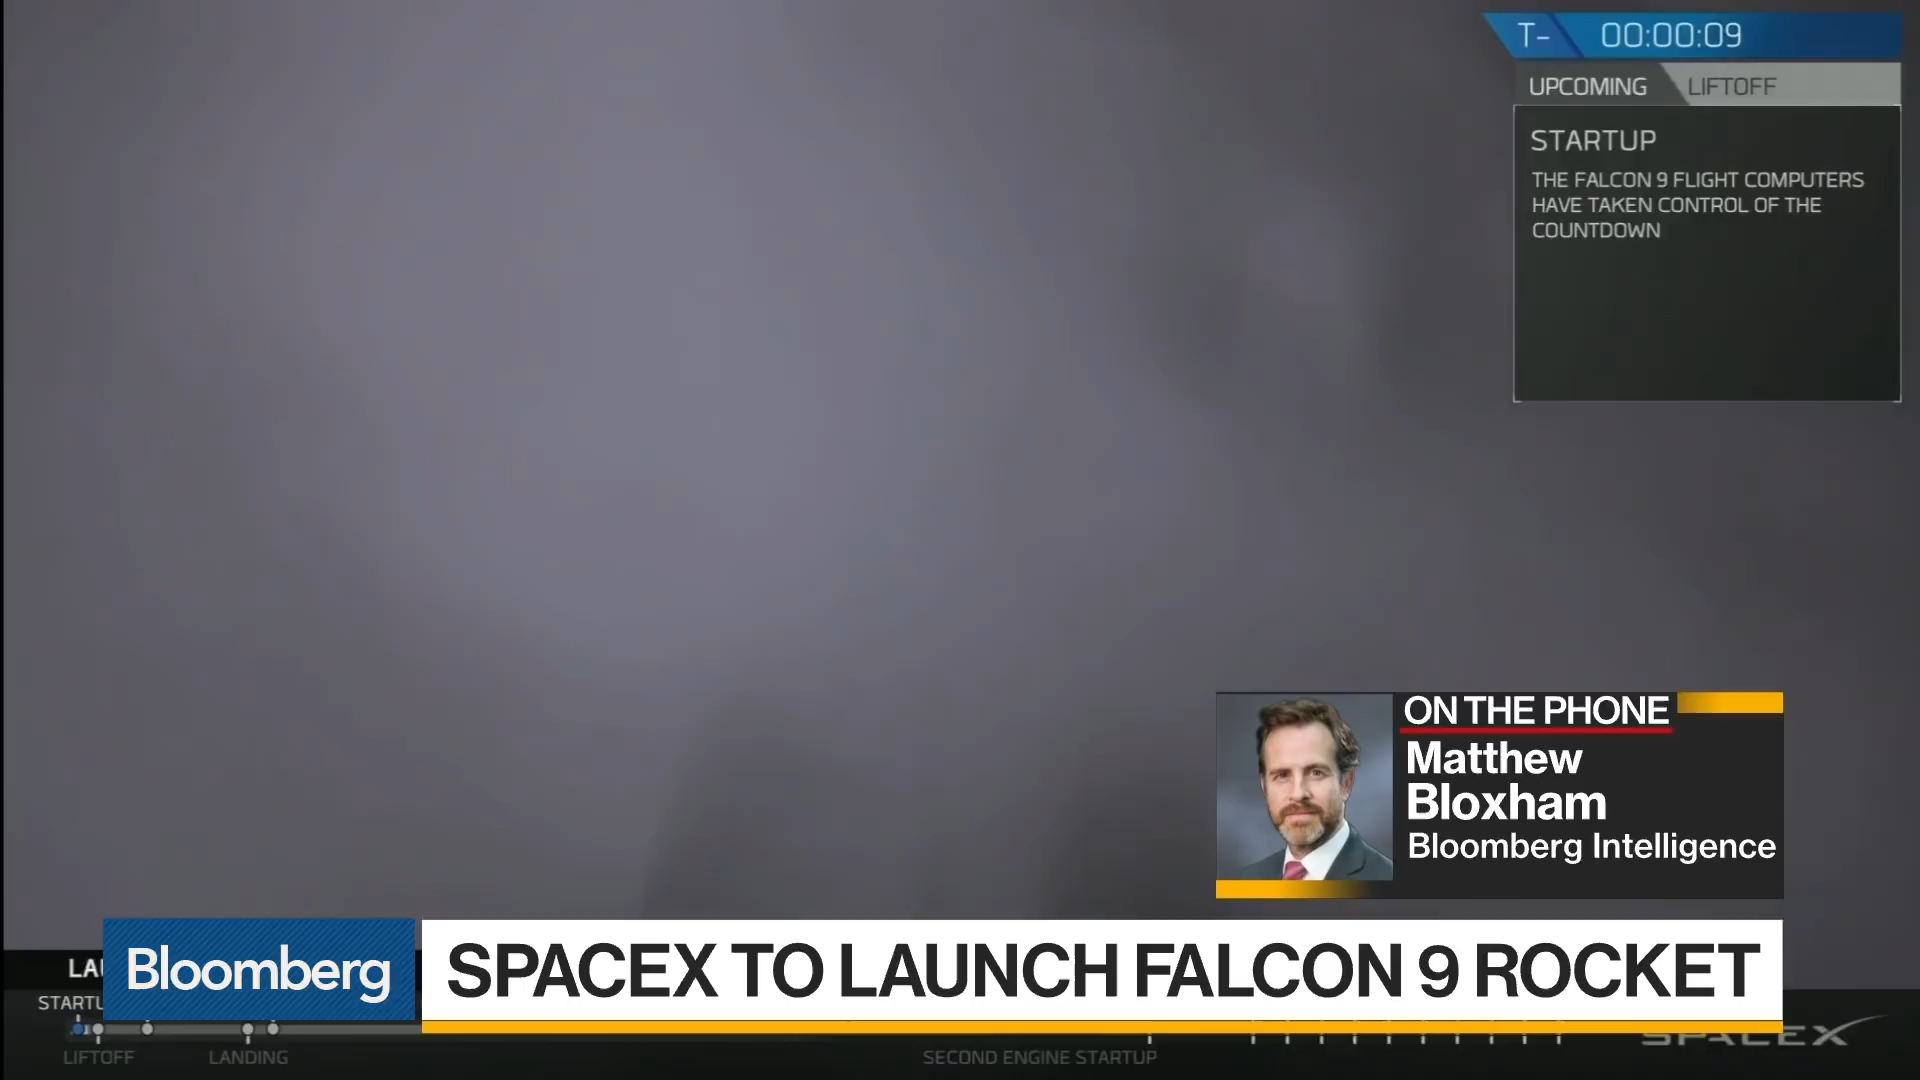 T- 00:00:09
UPCOMING LIFTOFF
STARTUP
THE FALCON 9 FLIGHT COMPUTERS
HAVE TAKEN CONTROL OF THE
COUNTDOWN
ON THE PHONE
Matthew
Bloxham
Bloomberg Intelligence
Bloomberg
SPACEX TO LAUNCH FALCON 9 ROCKET
LIFTOFF LANDING SECOND ENGINE STARTUP
SPACEX